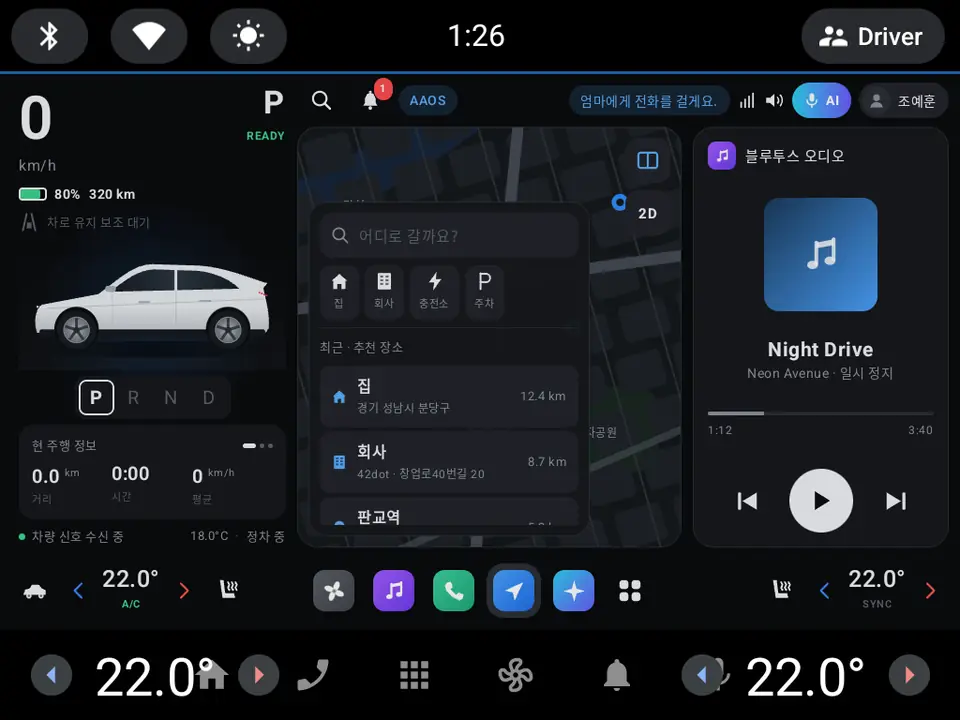 1:26
Driver
0
P
READY
km/h
80% 320 km
차로 유지 보조 대기
P R N D
현 주행 정보
0.0 km
0:00
0 km/h
거리
시간
평균
차량 신호 수신 중
18.0°C · 정차 중
1
AAOS
엄마에게 전화를 걸게요.
AI
조예훈
2D
어디로 갈까요?
집
회사
충전소
P
주차
최근 · 추천 장소
집
경기 성남시 분당구
12.4 km
회사
42dot · 창업로40번길 20
8.7 km
판교역
공원
블루투스 오디오
Night Drive
Neon Avenue · 일시 정지
1:12
3:40
22.0°
A/C
22.0°
SYNC
22.0°
22.0°